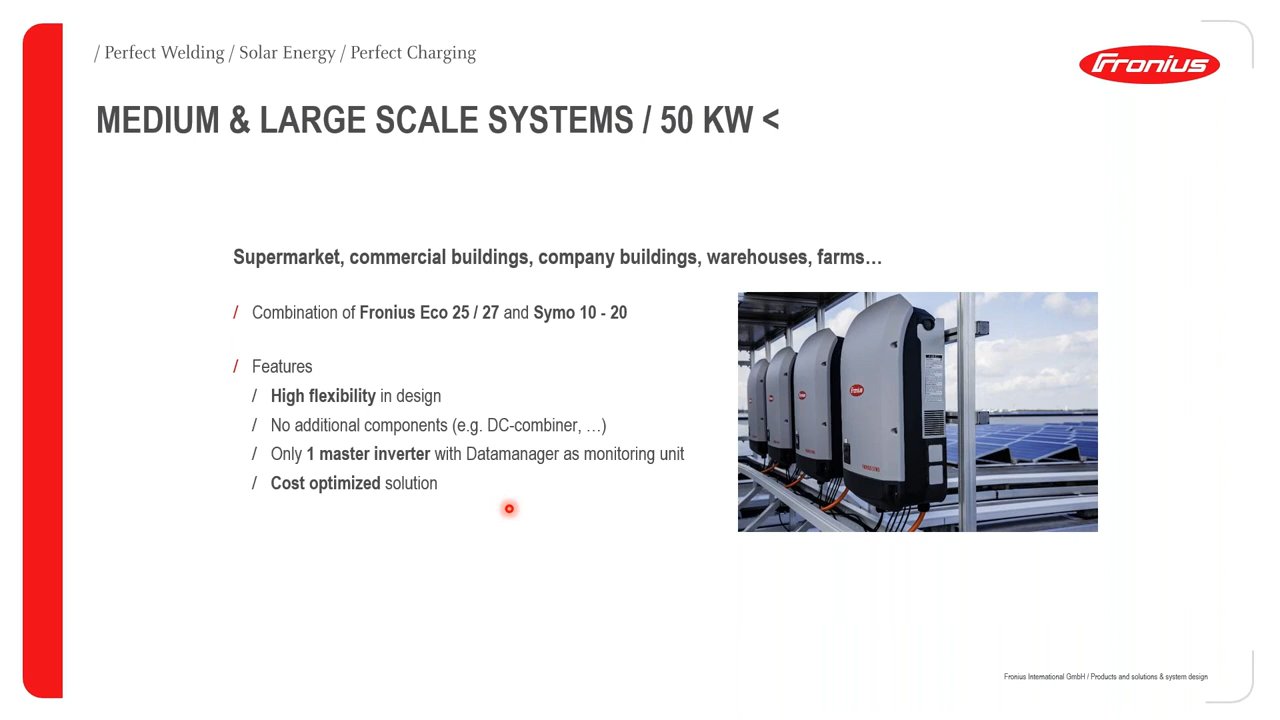 / Perfect Welding / Solar Energy / Perfect Charging
Fronius
MEDIUM & LARGE SCALE SYSTEMS / 50 KW <
Supermarket, commercial buildings, company buildings, warehouses, farms…
/ Combination of Fronius Eco 25 / 27 and Symo 10 - 20
/ Features
/ High flexibility in design
/ No additional components (e.g. DC-combiner, …)
/ Only 1 master inverter with Datamanager as monitoring unit
/ Cost optimized solution
Fronius International GmbH / Products and solutions & system design